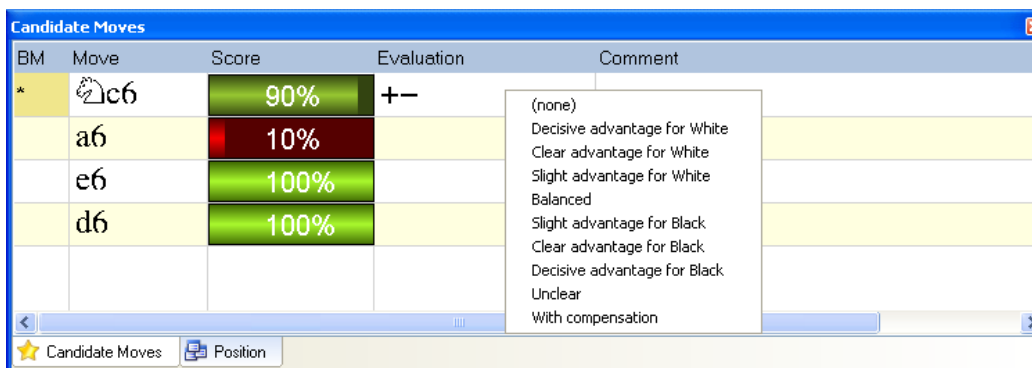 Candidate Moves
BM Move Score Evaluation Comment
* ♘c6 90% +−
a6 10%
e6 100%
d6 100%
(none)
Decisive advantage for White
Clear advantage for White
Slight advantage for White
Balanced
Slight advantage for Black
Clear advantage for Black
Decisive advantage for Black
Unclear
With compensation
Candidate Moves Position